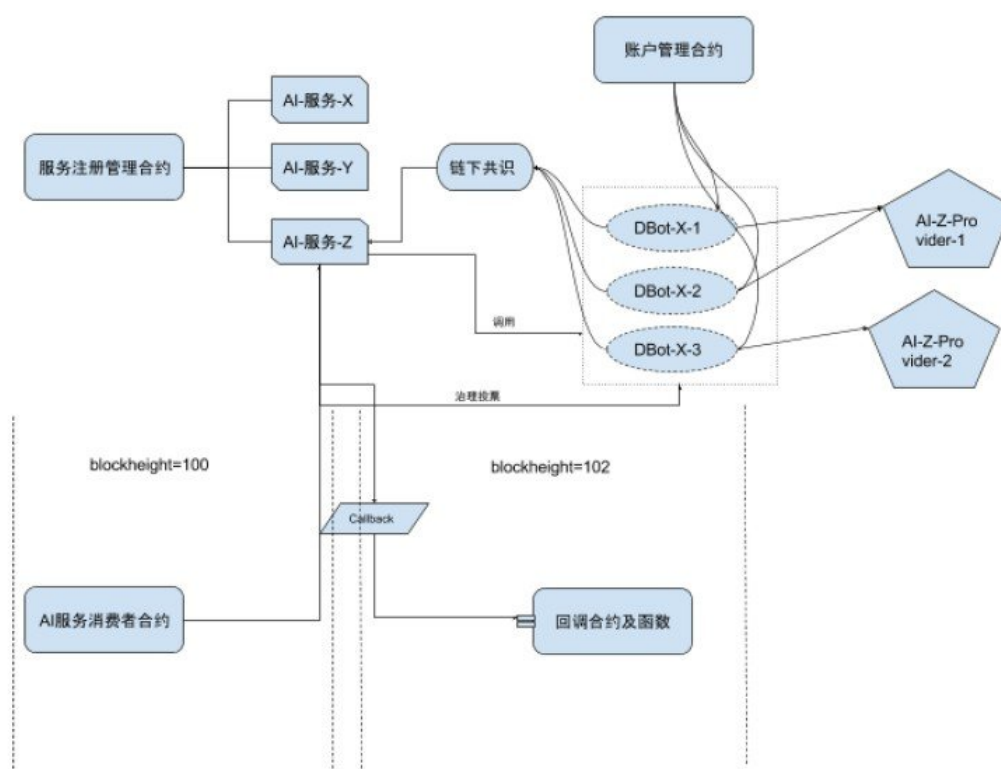 账户管理合约
AI-服务-X
服务注册管理合约
AI-服务-Y
链下共识
AI-服务-Z
DBot-X-1
AI-Z-Pro
vider-1
DBot-X-2
调用
DBot-X-3
AI-Z-Pro
vider-2
治理投票
blockheight=100
blockheight=102
Callback
AI服务消费者合约
回调合约及函数